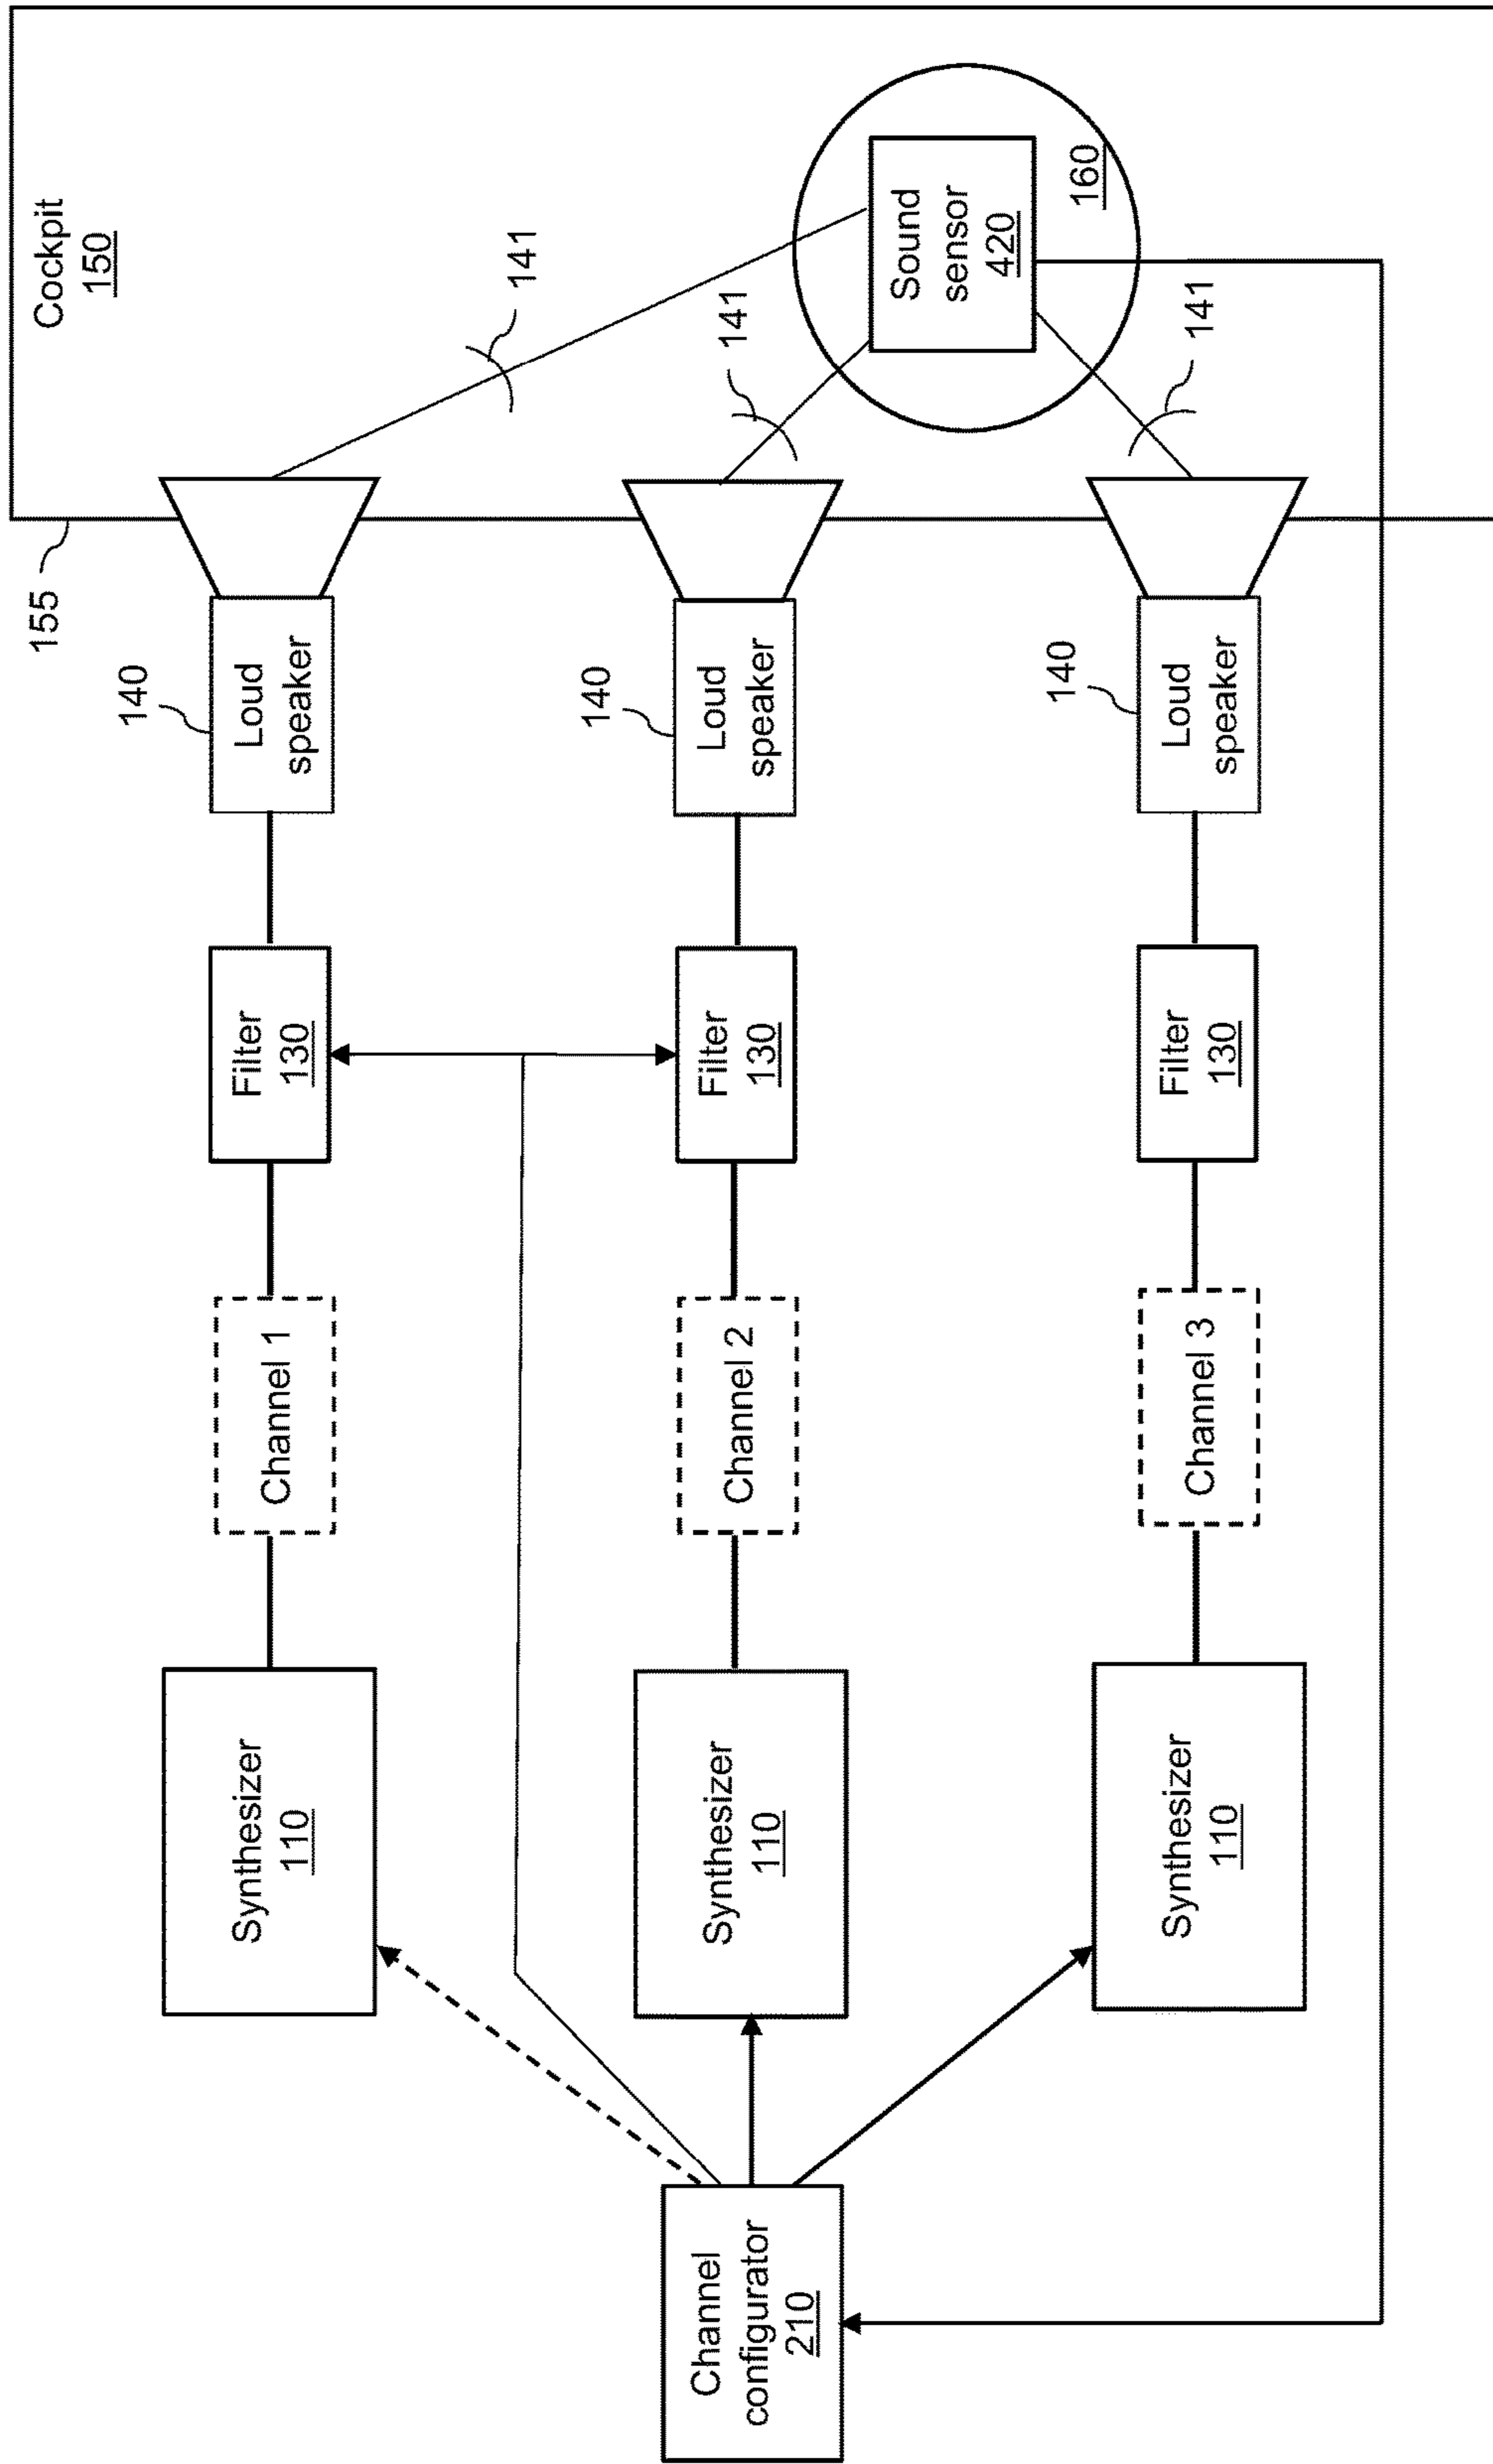 Cockpit
150
155
140
Loud
speaker
141
Filter
130
Channel 1
Synthesizer
110
140
Loud
speaker
141
Filter
130
Channel 2
Synthesizer
110
Sound
sensor
420
160
140
Loud
speaker
141
Filter
130
Channel 3
Synthesizer
110
Channel
configurator
210